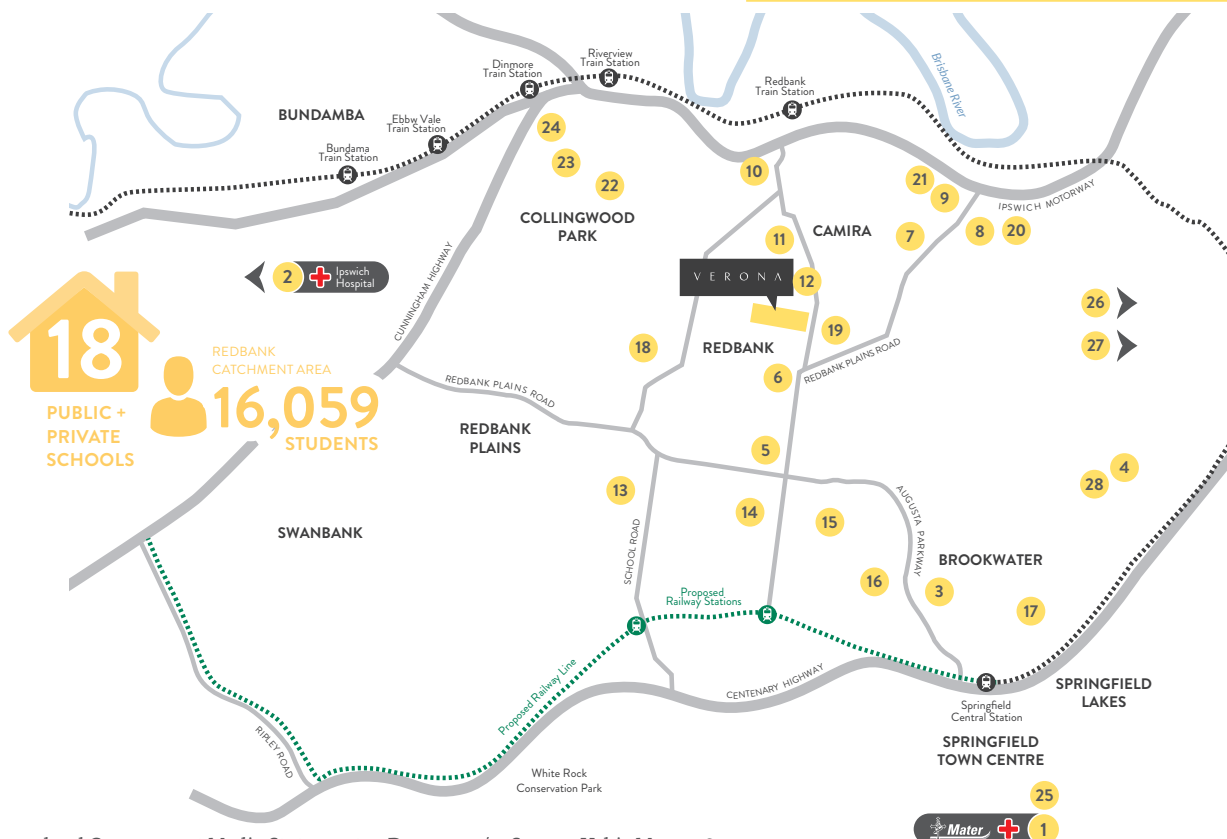 Riverview
Train Station
Dinmore
Train Station
Redbank
Train Station
Brisbane River
BUNDAMBA
Ebbw Vale
Train Station
Bundama
Train Station
24
23
22
10
21
9
IPSWICH MOTORWAY
COLLINGWOOD
PARK
11
CAMIRA
7
8
20
CUNNINGHAM HIGHWAY
2
Ipswich
Hospital
VERONA
12
26
18
REDBANK
CATCHMENT AREA
16,059
STUDENTS
PUBLIC +
PRIVATE
SCHOOLS
18
REDBANK
19
27
REDBANK PLAINS ROAD
6
REDBANK PLAINS ROAD
REDBANK
PLAINS
5
4
28
13
14
15
AUGUSTA PARKWAY
SWANBANK
SCHOOL ROAD
BROOKWATER
16
3
17
Proposed
Railway Stations
Proposed Railway Line
CENTENARY HIGHWAY
SPRINGFIELD
LAKES
Springfield
Central Station
RIPLEY ROAD
SPRINGFIELD
TOWN CENTRE
White Rock
Conservation Park
25
Mater
1